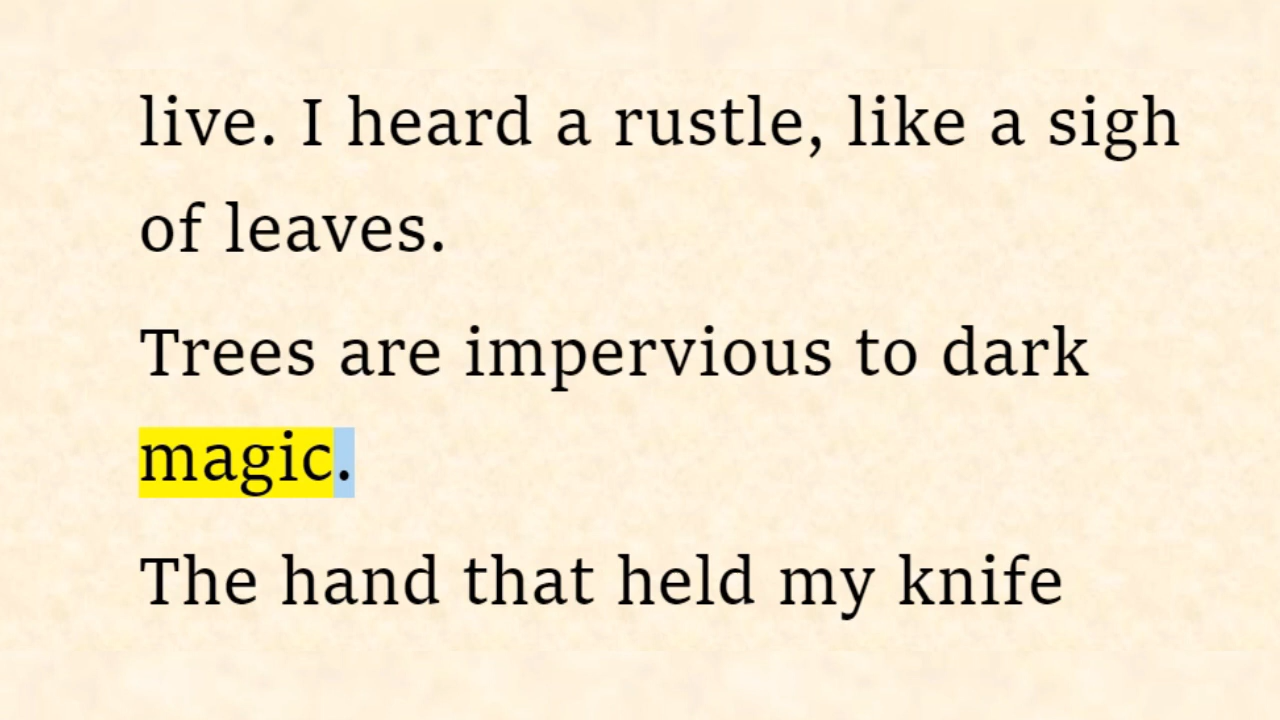 live. I heard a rustle, like a sigh
of leaves.
Trees are impervious to dark
magic.
The hand that held my knife